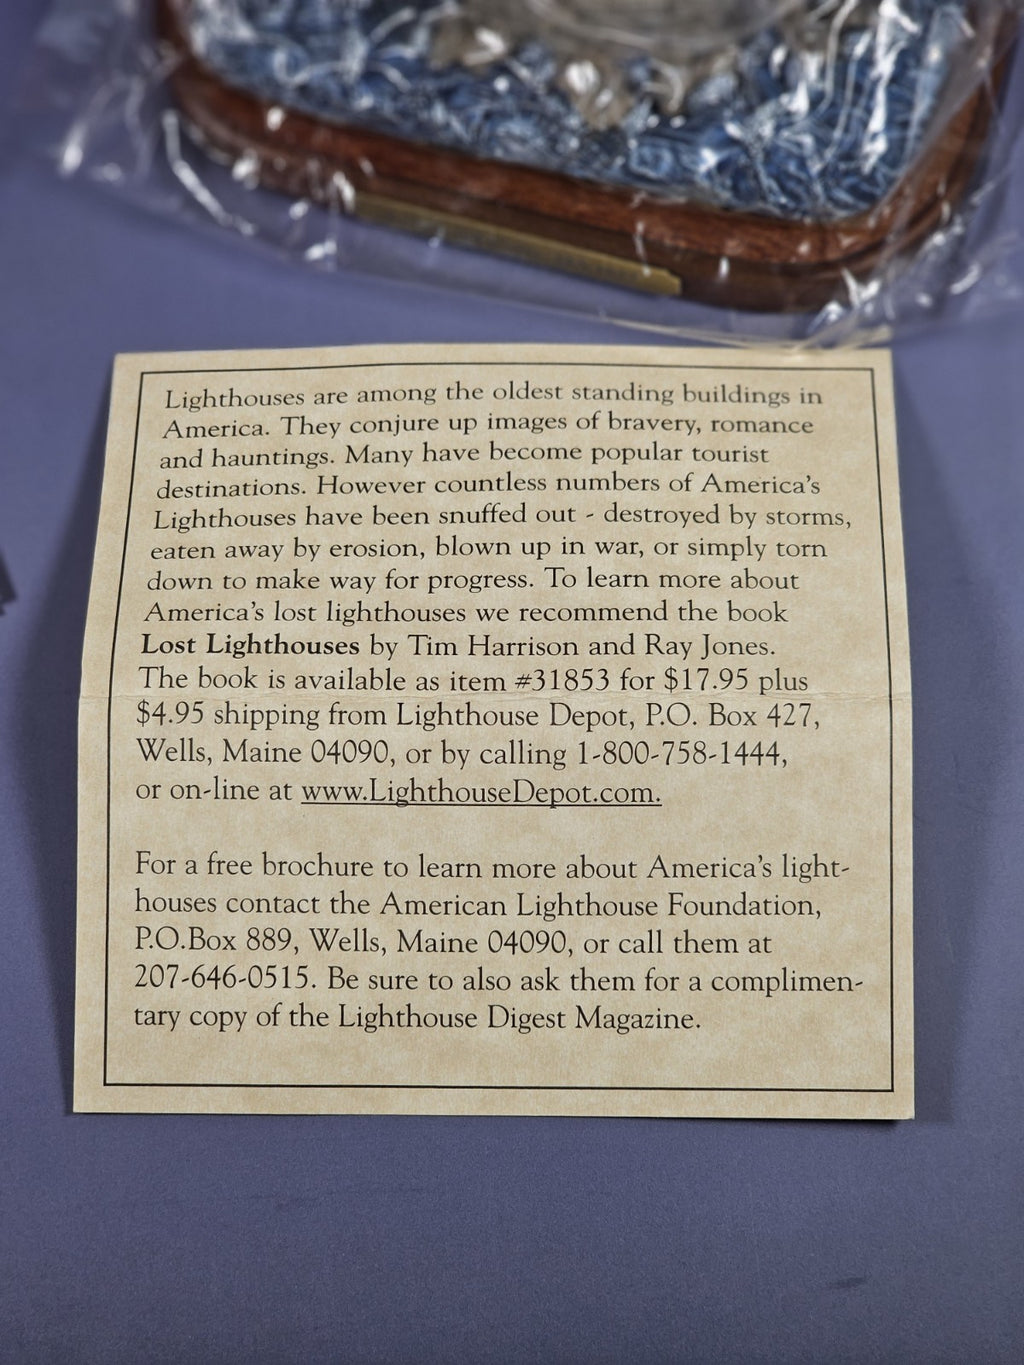 Lighthouses are among the oldest standing buildings in
America. They conjure up images of bravery, romance
and hauntings. Many have become popular tourist
destinations. However countless numbers of America's
Lighthouses have been snuffed out - destroyed by storms,
eaten away by erosion, blown up in war, or simply torn
down to make way for progress. To learn more about
America's lost lighthouses we recommend the book
Lost Lighthouses by Tim Harrison and Ray Jones.
The book is available as item #31853 for $17.95 plus
$4.95 shipping from Lighthouse Depot, P.O. Box 427,
Wells, Maine 04090, or by calling 1-800-758-1444,
or on-line at www.LighthouseDepot.com.
For a free brochure to learn more about America's light-
houses contact the American Lighthouse Foundation,
P.O.Box 889, Wells, Maine 04090, or call them at
207-646-0515. Be sure to also ask them for a complimen-
tary copy of the Lighthouse Digest Magazine.